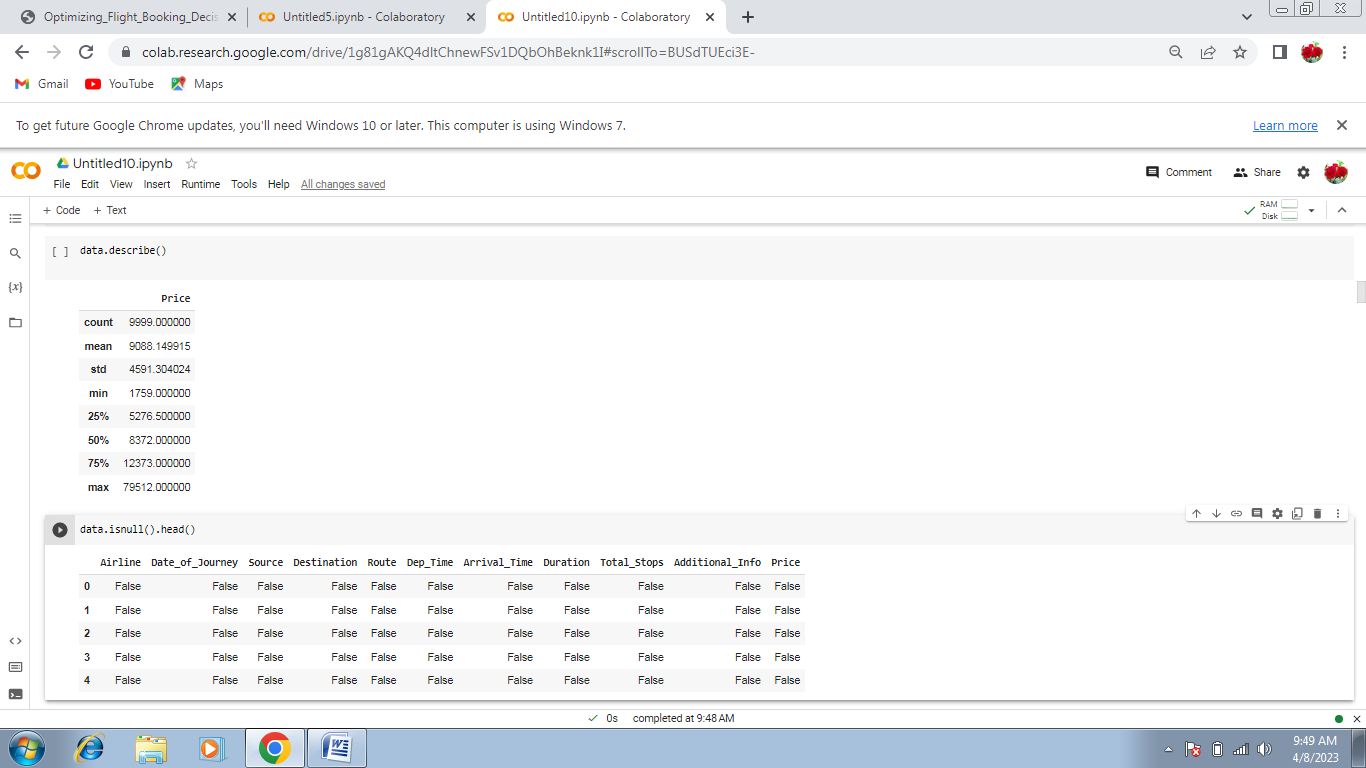 Optimizing_Flight_Booking_Decis
Untitled5.ipynb - Colaboratory
Untitled10.ipynb - Colaboratory
colab.research.google.com/drive/1g81gAKQ4dItChnewFSv1DQbOhBeknk1I#scrollTo=BUSdTUEci3E-
Gmail YouTube Maps
To get future Google Chrome updates, you'll need Windows 10 or later. This computer is using Windows 7. Learn more
Untitled10.ipynb
File Edit View Insert Runtime Tools Help All changes saved
Comment Share
+ Code + Text
RAM
Disk
[ ] data.describe()
Price
count 9999.000000
mean 9088.149915
std 4591.304024
min 1759.000000
25% 5276.500000
50% 8372.000000
75% 12373.000000
max 79512.000000
data.isnull().head()
Airline Date_of_Journey Source Destination Route Dep_Time Arrival_Time Duration Total_Stops Additional_Info Price
0 False False False False False False False False False False False
1 False False False False False False False False False False False
2 False False False False False False False False False False False
3 False False False False False False False False False False False
4 False False False False False False False False False False False
0s completed at 9:48 AM
9:49 AM
4/8/2023